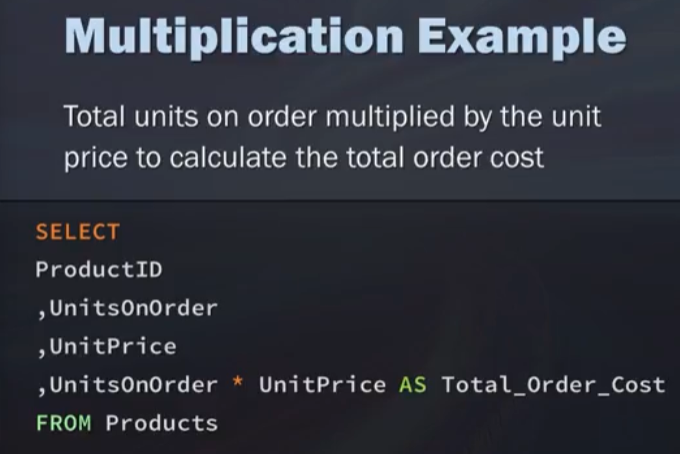 Multiplication Example
Total units on order multiplied by the unit
price to calculate the total order cost
SELECT
ProductID
,UnitsOnOrder
,UnitPrice
,UnitsOnOrder * UnitPrice AS Total_Order_Cost
FROM Products